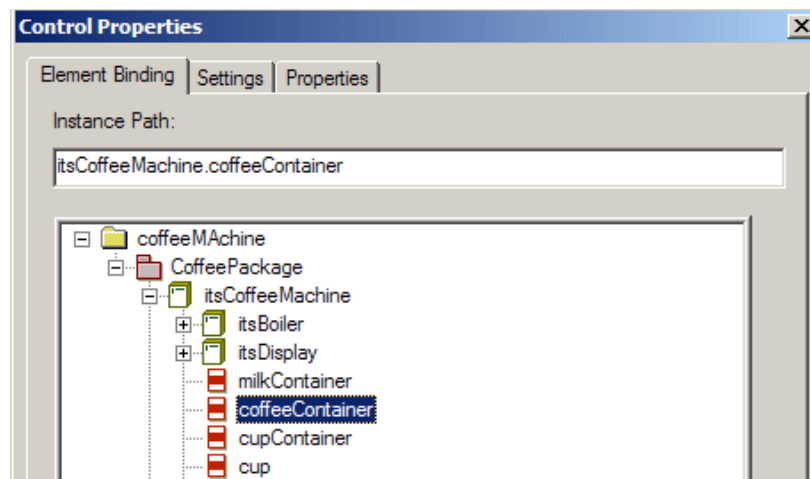 Control Properties
Element Binding Settings Properties
Instance Path:
itsCoffeeMachine.coffeeContainer
coffeeMAchine
CoffeePackage
itsCoffeeMachine
itsBoiler
itsDisplay
milkContainer
coffeeContainer
cupContainer
cup